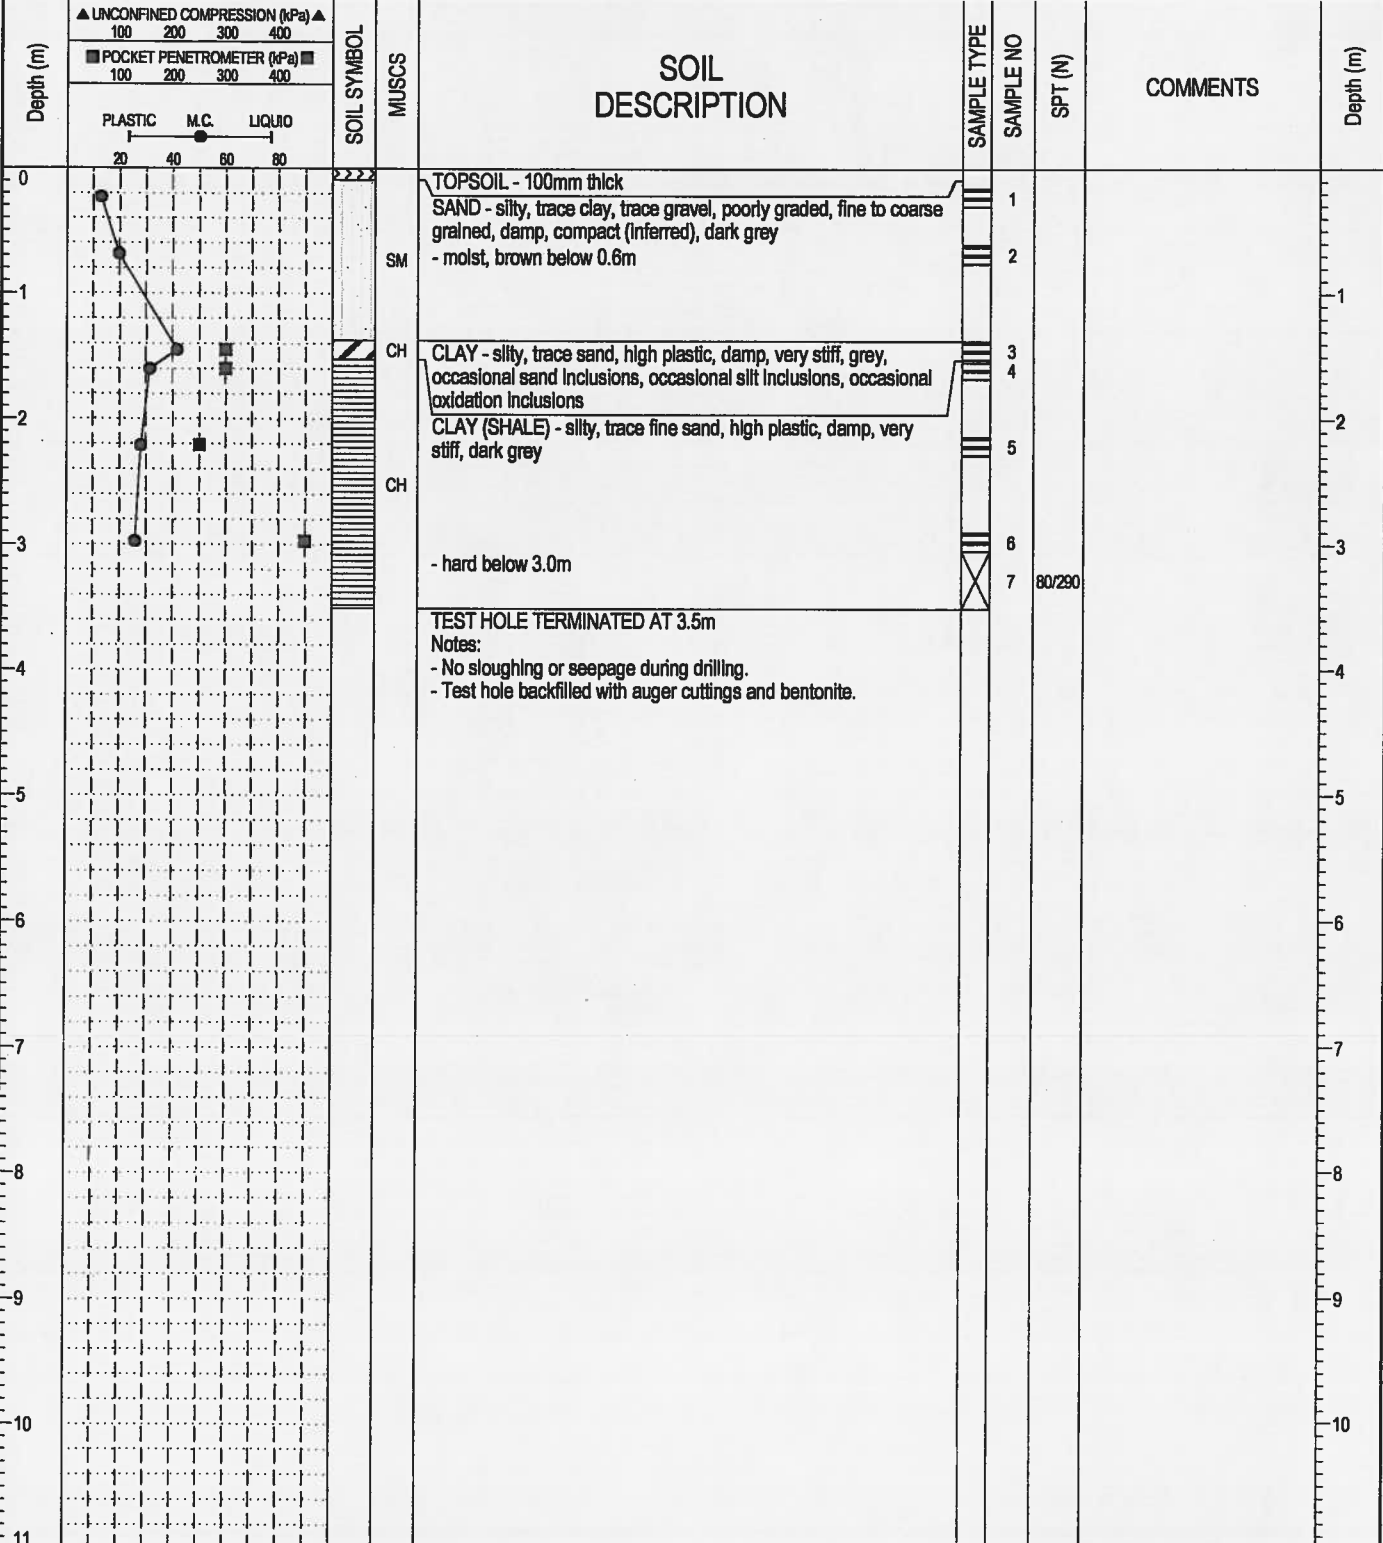 ▲ UNCONFINED COMPRESSION (kPa) ▲
100 200 300 400
■ POCKET PENETROMETER (kPa) ■
100 200 300 400
PLASTIC M.C. LIQUID
20 40 60 80
Depth (m)
SOIL SYMBOL
MUSCS
SOIL
DESCRIPTION
SAMPLE TYPE
SAMPLE NO
SPT (N)
COMMENTS
Depth (m)
0
TOPSOIL - 100mm thick
1
SAND - silty, trace clay, trace gravel, poorly graded, fine to coarse
grained, damp, compact (inferred), dark grey
SM
- moist, brown below 0.6m
2
1
1
CH
CLAY - silty, trace sand, high plastic, damp, very stiff, grey,
3
occasional sand inclusions, occasional silt inclusions, occasional
4
oxidation inclusions
2
2
CLAY (SHALE) - silty, trace fine sand, high plastic, damp, very
stiff, dark grey
5
CH
3
6
3
- hard below 3.0m
7 80/290
TEST HOLE TERMINATED AT 3.5m
Notes:
- No sloughing or seepage during drilling.
4
4
- Test hole backfilled with auger cuttings and bentonite.
5
5
6
6
7
7
8
8
9
9
10
10
11